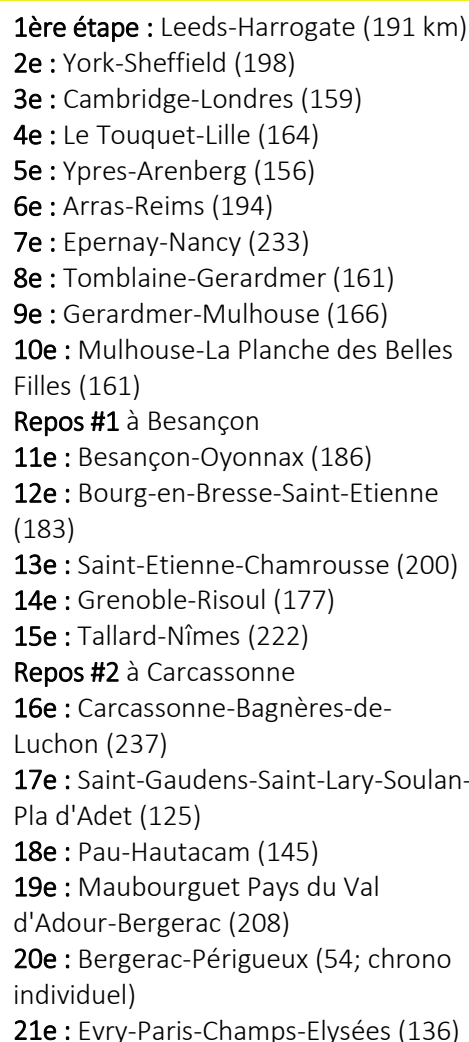 1ère étape : Leeds-Harrogate (191 km)
2e : York-Sheffield (198)
3e : Cambridge-Londres (159)
4e : Le Touquet-Lille (164)
5e : Ypres-Arenberg (156)
6e : Arras-Reims (194)
7e : Epernay-Nancy (233)
8e : Tomblaine-Gerardmer (161)
9e : Gerardmer-Mulhouse (166)
10e : Mulhouse-La Planche des Belles
Filles (161)
Repos #1 à Besançon
11e : Besançon-Oyonnax (186)
12e : Bourg-en-Bresse-Saint-Etienne
(183)
13e : Saint-Etienne-Chamrousse (200)
14e : Grenoble-Risoul (177)
15e : Tallard-Nîmes (222)
Repos #2 à Carcassonne
16e : Carcassonne-Bagnères-de-
Luchon (237)
17e : Saint-Gaudens-Saint-Lary-Soulan-
Pla d'Adet (125)
18e : Pau-Hautacam (145)
19e : Maubourguet Pays du Val
d'Adour-Bergerac (208)
20e : Bergerac-Périgueux (54; chrono
individuel)
21e : Evry-Paris-Champs-Elysées (136)